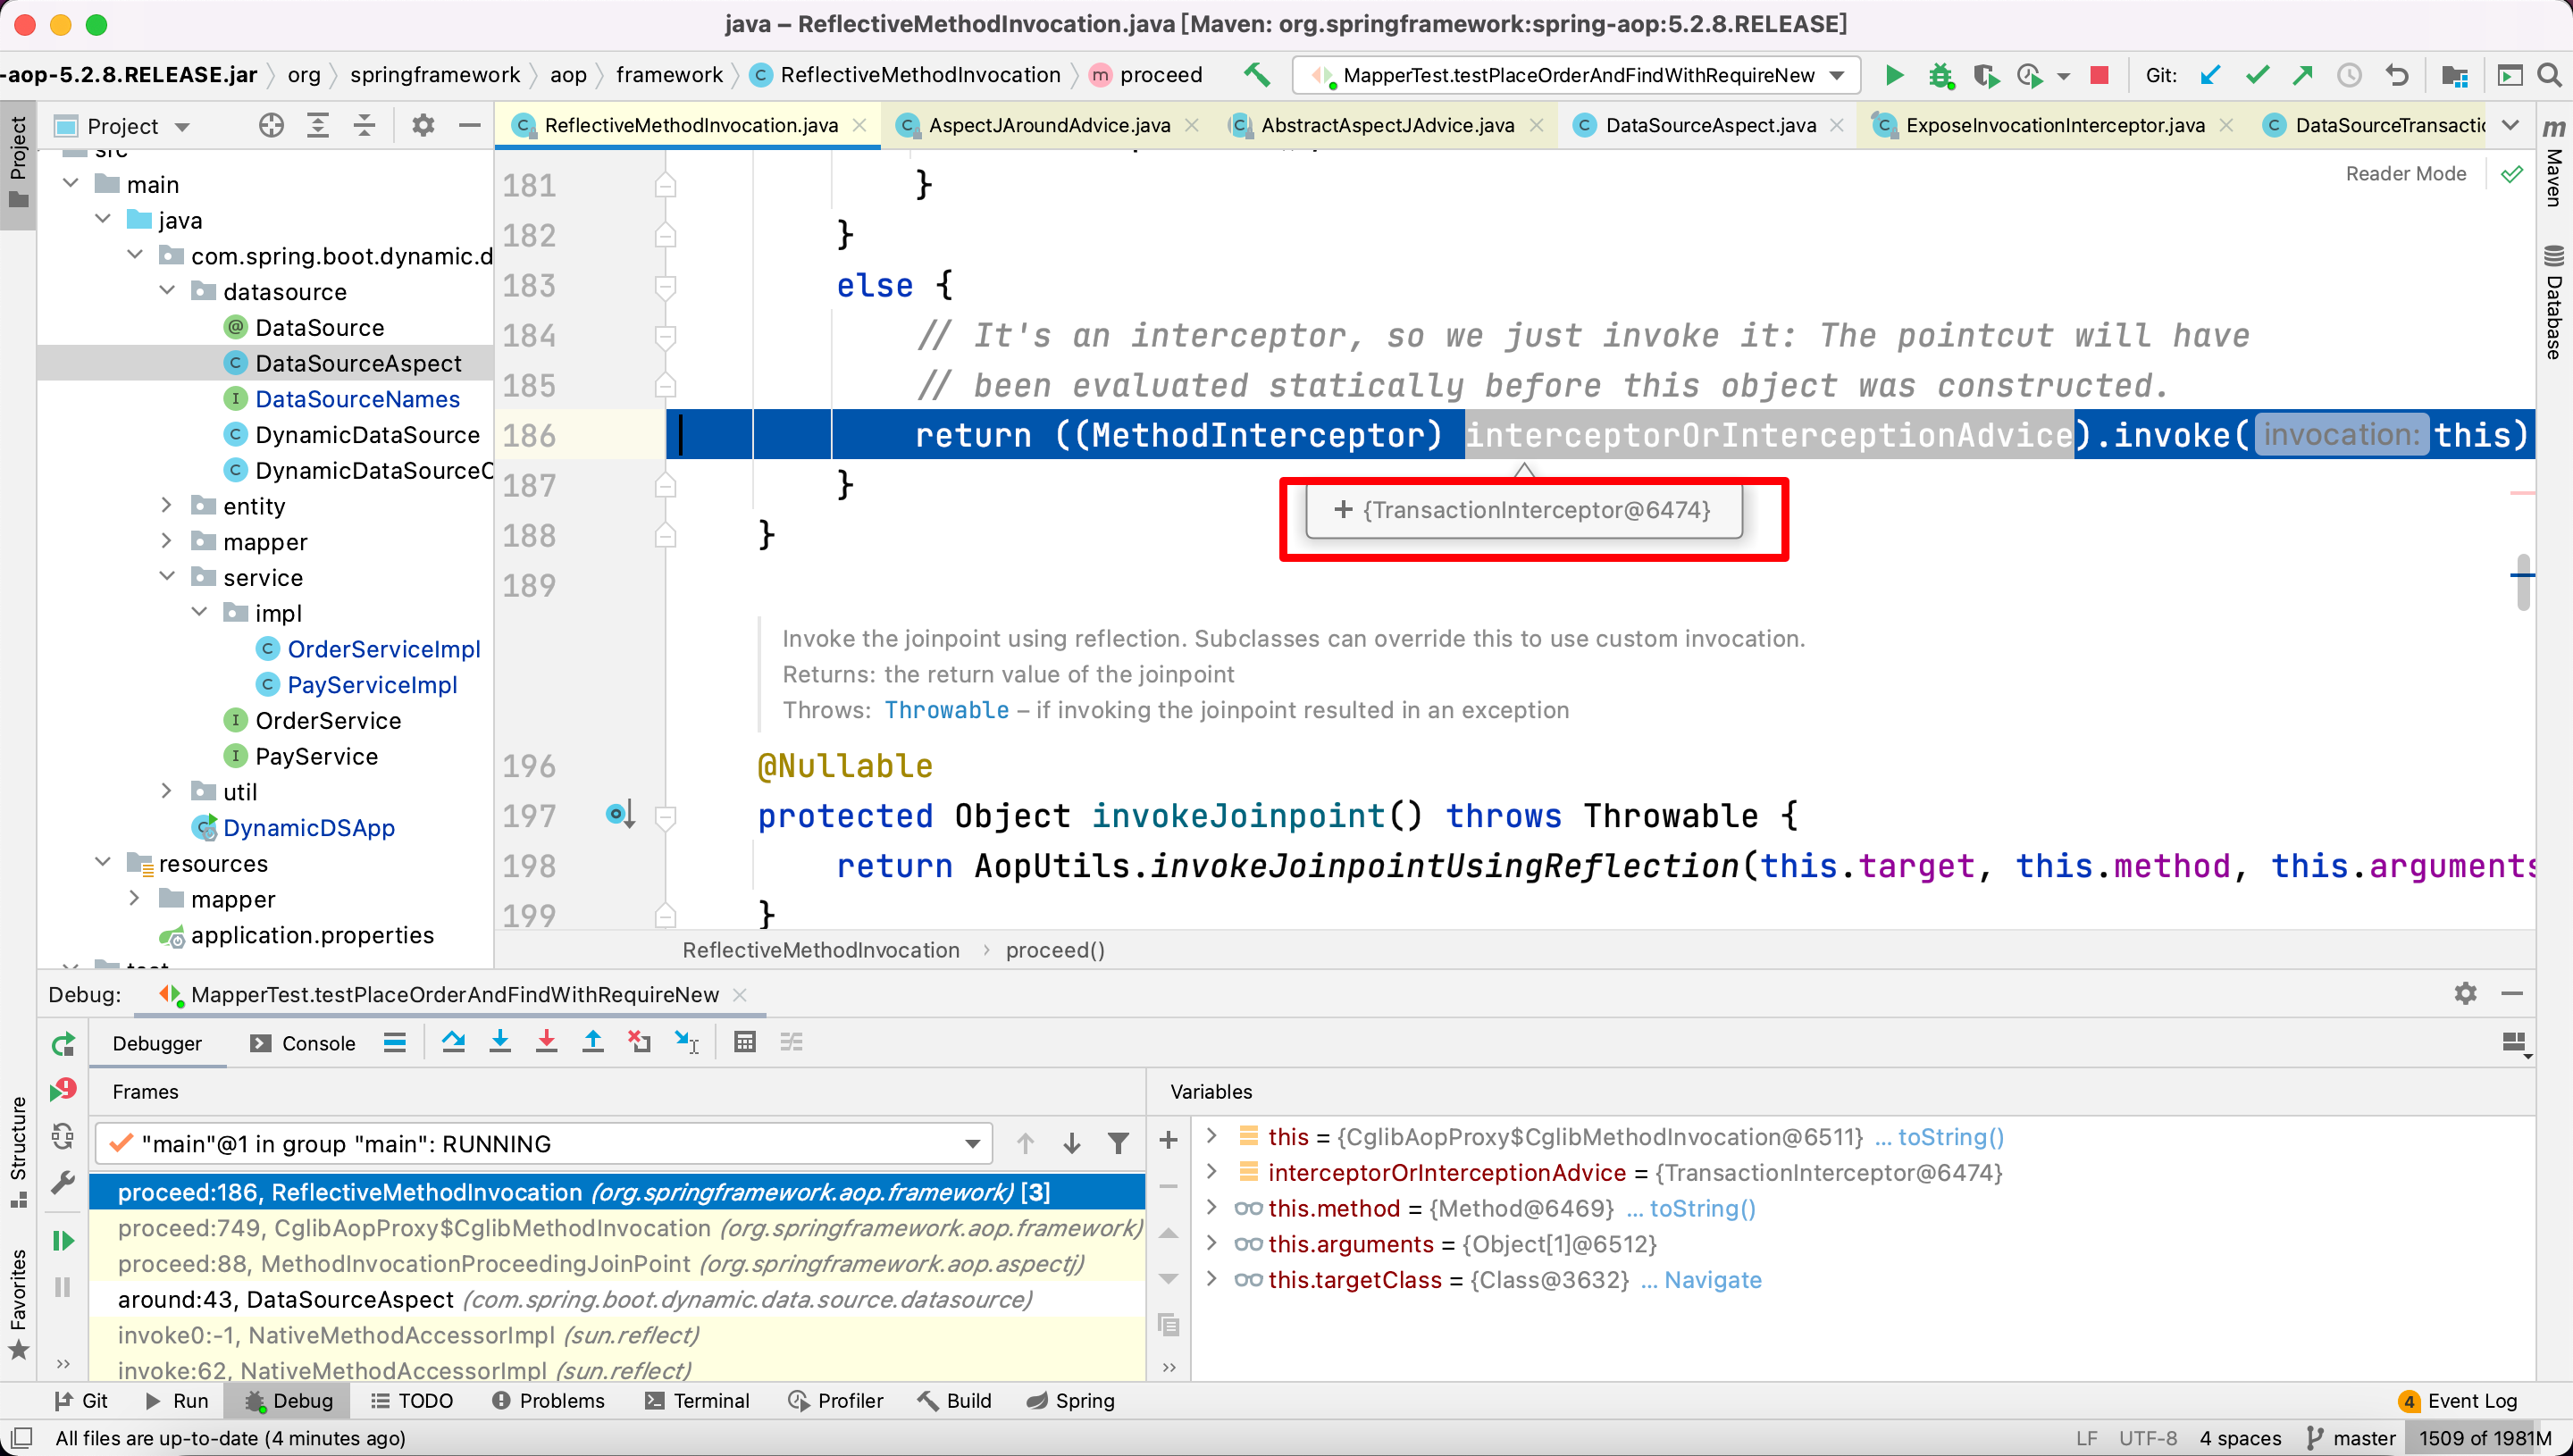 java – ReflectiveMethodInvocation.java [Maven: org.springframework:spring-aop:5.2.8.RELEASE]
-aop-5.2.8.RELEASE.jar org springframework aop framework ReflectiveMethodInvocation proceed MapperTest.testPlaceOrderAndFindWithRequireNew Git:
Project
Project
ReflectiveMethodInvocation.java AspectJAroundAdvice.java AbstractAspectJAdvice.java DataSourceAspect.java ExposeInvocationInterceptor.java DataSourceTransactic
Maven
Database
Reader Mode
src
main
java
com.spring.boot.dynamic.d
datasource
DataSource
DataSourceAspect
DataSourceNames
DynamicDataSource
DynamicDataSourceC
entity
mapper
service
impl
OrderServiceImpl
PayServiceImpl
OrderService
PayService
util
DynamicDSApp
resources
mapper
application.properties
181 }
182 }
183 else {
184 // It's an interceptor, so we just invoke it: The pointcut will have
185 // been evaluated statically before this object was constructed.
186 return ((MethodInterceptor) interceptorOrInterceptionAdvice).invoke( invocation: this)
187 }
+ {TransactionInterceptor@6474}
188 }
189
Invoke the joinpoint using reflection. Subclasses can override this to use custom invocation.
Returns: the return value of the joinpoint
Throws: Throwable – if invoking the joinpoint resulted in an exception
196 @Nullable
197 protected Object invokeJoinpoint() throws Throwable {
198 return AopUtils.invokeJoinpointUsingReflection(this.target, this.method, this.arguments
199 }
ReflectiveMethodInvocation proceed()
Debug: MapperTest.testPlaceOrderAndFindWithRequireNew
Debugger Console
Frames
"main"@1 in group "main": RUNNING
proceed:186, ReflectiveMethodInvocation (org.springframework.aop.framework) [3]
proceed:749, CglibAopProxy$CglibMethodInvocation (org.springframework.aop.framework)
proceed:88, MethodInvocationProceedingJoinPoint (org.springframework.aop.aspectj)
around:43, DataSourceAspect (com.spring.boot.dynamic.data.source.datasource)
invoke0:-1, NativeMethodAccessorImpl (sun.reflect)
invoke:62, NativeMethodAccessorImpl (sun.reflect)
Variables
this = {CglibAopProxy$CglibMethodInvocation@6511} ... toString()
interceptorOrInterceptionAdvice = {TransactionInterceptor@6474}
this.method = {Method@6469} ... toString()
this.arguments = {Object[1]@6512}
this.targetClass = {Class@3632} ... Navigate
Structure
Favorites
Git Run Debug TODO Problems Terminal Profiler Build Spring 4 Event Log
All files are up-to-date (4 minutes ago) LF UTF-8 4 spaces master 1509 of 1981M